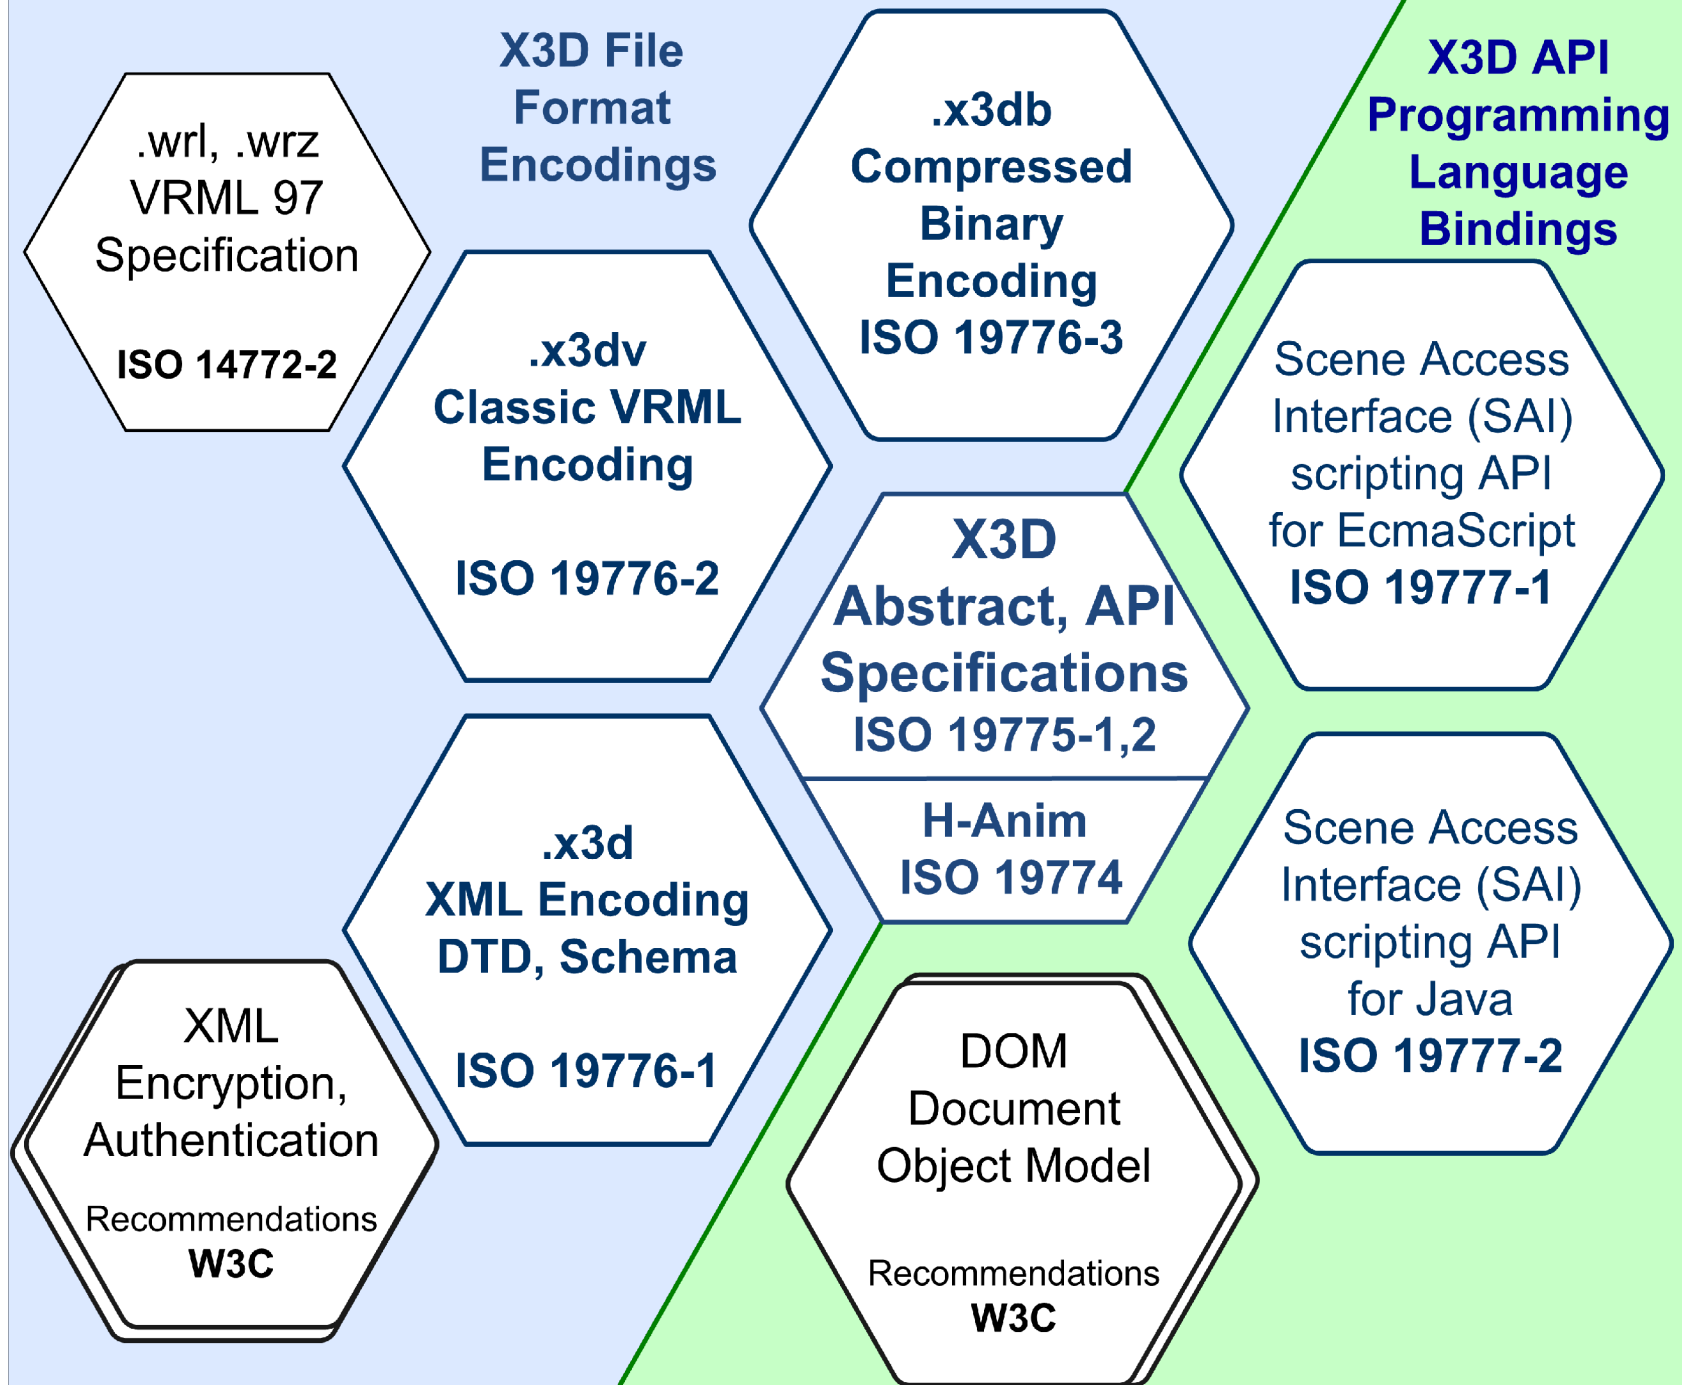 X3D File
Format
Encodings
X3D API
Programming
Language
Bindings
.wrl, .wrz
VRML 97
Specification
ISO 14772-2
.x3db
Compressed
Binary
Encoding
ISO 19776-3
.x3dv
Classic VRML
Encoding
ISO 19776-2
Scene Access
Interface (SAI)
scripting API
for EcmaScript
ISO 19777-1
X3D
Abstract, API
Specifications
ISO 19775-1,2
H-Anim
ISO 19774
.x3d
XML Encoding
DTD, Schema
ISO 19776-1
Scene Access
Interface (SAI)
scripting API
for Java
ISO 19777-2
XML
Encryption,
Authentication
Recommendations
W3C
DOM
Document
Object Model
Recommendations
W3C